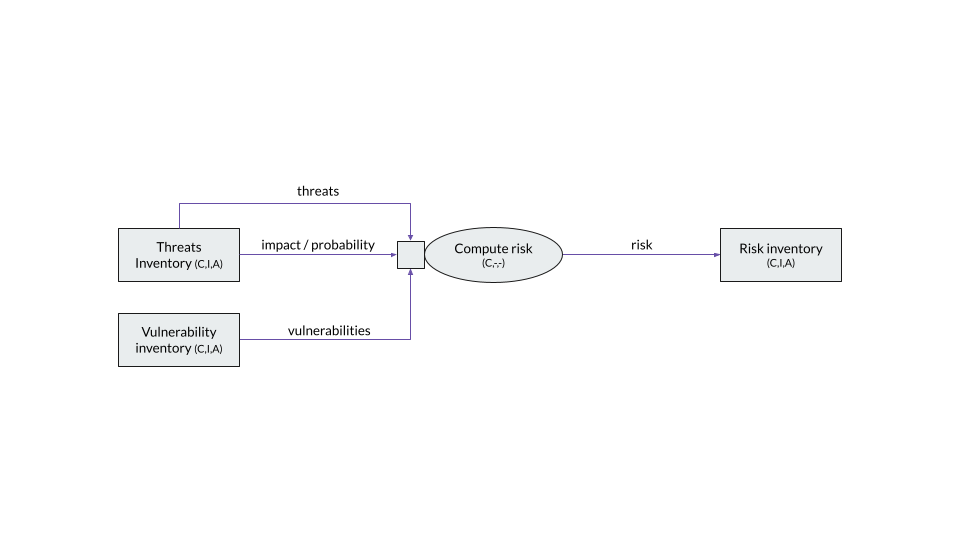 threats
Threats
Inventory (C,I,A)
impact / probability
Compute risk
(C,-,-)
risk
Risk inventory
(C,I,A)
Vulnerability
inventory (C,I,A)
vulnerabilities